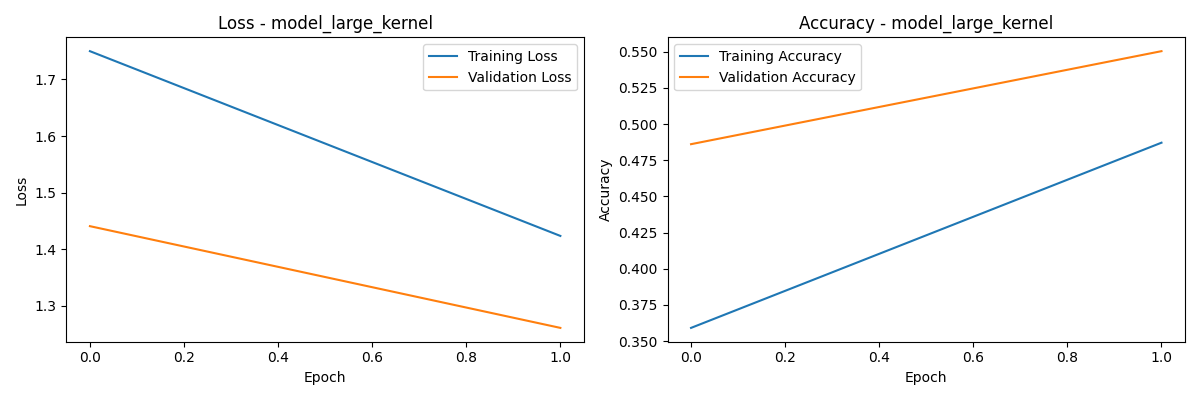 Loss - model_large_kernel
Training Loss
Validation Loss
1.7
1.6
1.5
1.4
1.3
Loss
0.0 0.2 0.4 0.6 0.8 1.0
Epoch
Accuracy - model_large_kernel
Training Accuracy
Validation Accuracy
0.550
0.525
0.500
0.475
0.450
0.425
0.400
0.375
0.350
Accuracy
0.0 0.2 0.4 0.6 0.8 1.0
Epoch